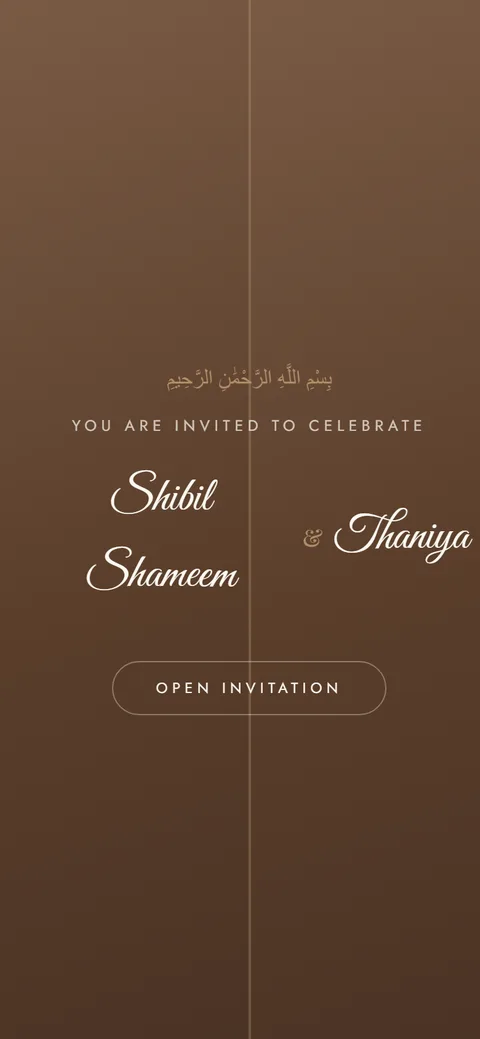 بِسْمِ اللَّهِ الرَّحْمَٰنِ الرَّحِيمِ
YOU ARE INVITED TO CELEBRATE
Shibil
Shameem
& Thaniya
OPEN INVITATION